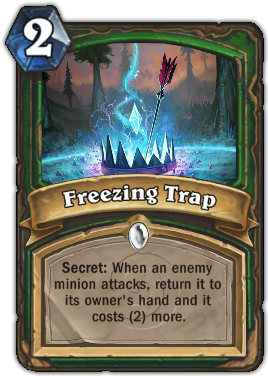 2
Freezing Trap
Secret: When an enemy
minion attacks, return it to
its owner's hand and it
costs (2) more.